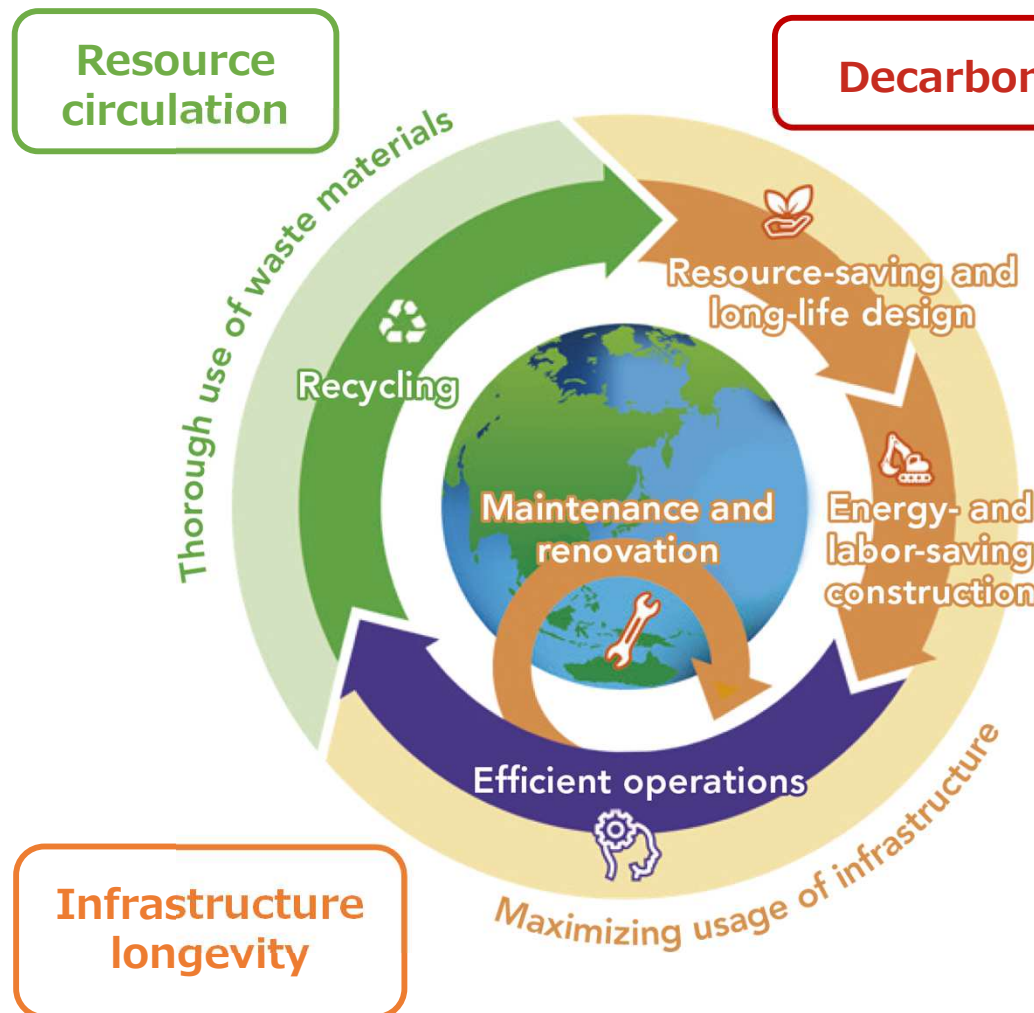 Resource
circulation
Decarbon
Thorough use of waste materials
Resource-saving and
long-life design
Recycling
Maintenance and
renovation
Energy- and
labor-saving
construction
Efficient operations
Maximizing usage of infrastructure
Infrastructure
longevity